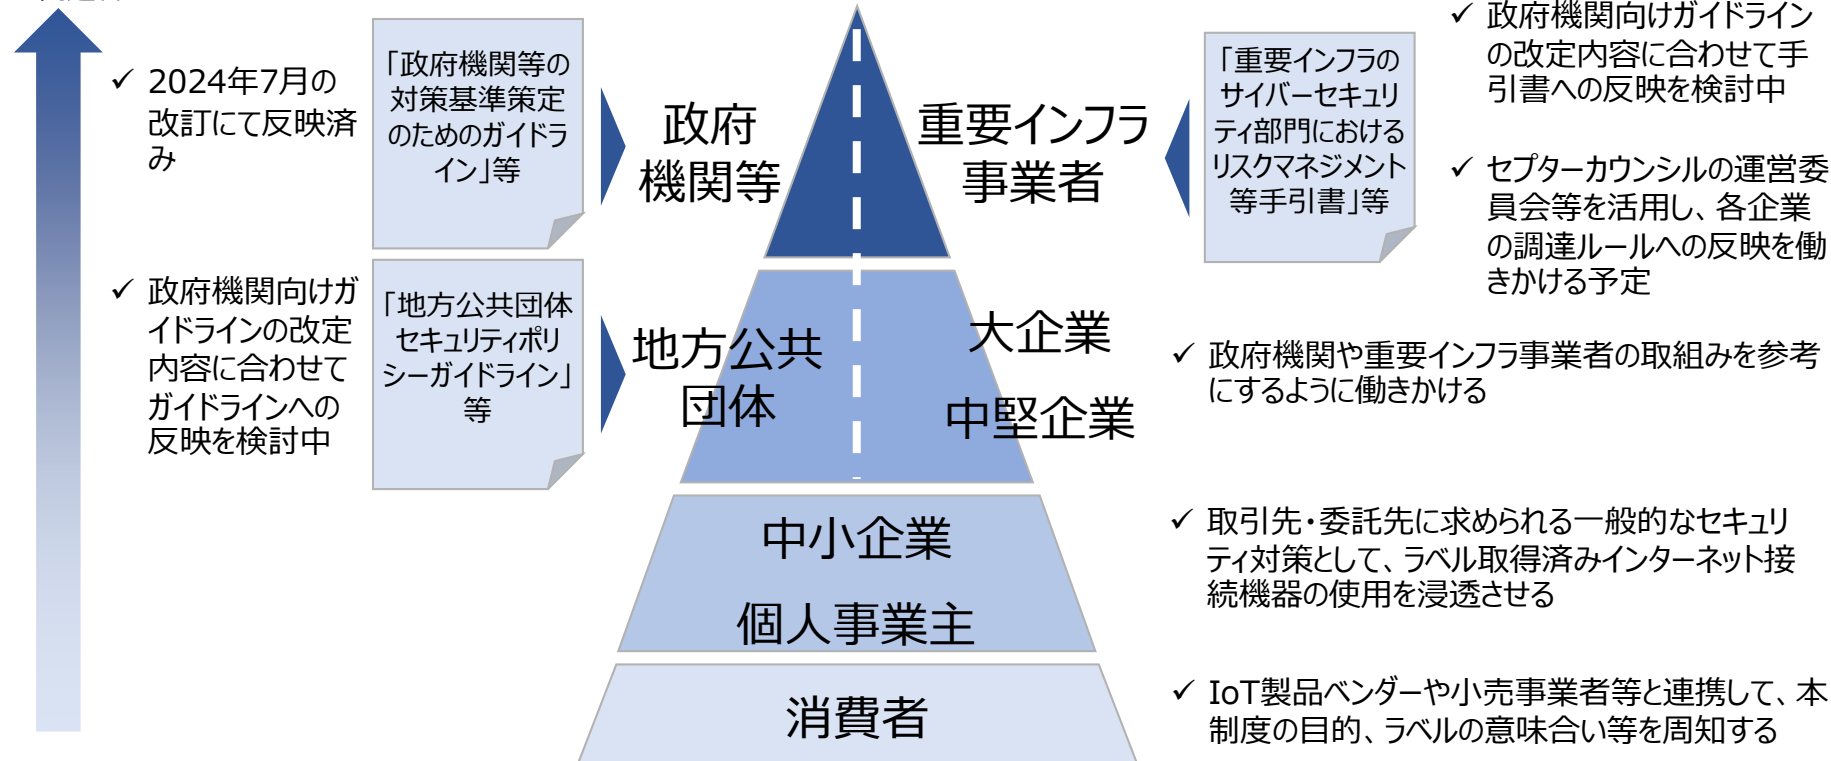 ✓ 2024年7月の
改訂にて反映済
み
「政府機関等の
対策基準策定
のためのガイドラ
イン」等
政府
機関等
重要インフラ
事業者
「重要インフラの
サイバーセキュリ
ティ部門における
リスクマネジメント
等手引書」等
✓ 政府機関向けガイドライン
の改定内容に合わせて手
引書への反映を検討中
✓ セプターカウンシルの運営委
員会等を活用し、各企業
の調達ルールへの反映を働
きかける予定
✓ 政府機関向けガ
イドラインの改定
内容に合わせて
ガイドラインへの
反映を検討中
「地方公共団体
セキュリティポリ
シーガイドライン」
等
地方公共
団体
大企業
中堅企業
✓ 政府機関や重要インフラ事業者の取組みを参考
にするように働きかける
中小企業
個人事業主
✓ 取引先・委託先に求められる一般的なセキュリ
ティ対策として、ラベル取得済みインターネット接
続機器の使用を浸透させる
消費者
✓ IoT製品ベンダーや小売事業者等と連携して、本
制度の目的、ラベルの意味合い等を周知する